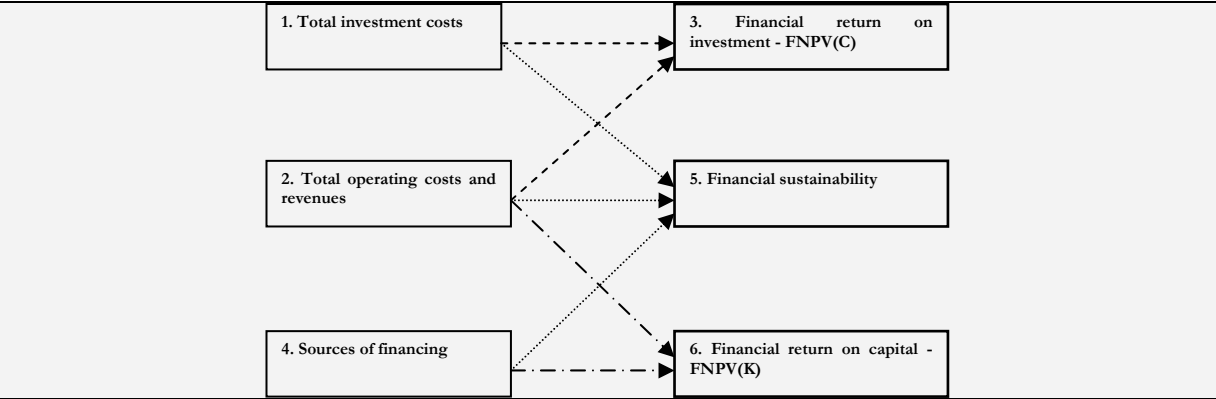 1. Total investment costs
3. Financial return on
investment - FNPV(C)
2. Total operating costs and
revenues
5. Financial sustainability
4. Sources of financing
6. Financial return on capital -
FNPV(K)